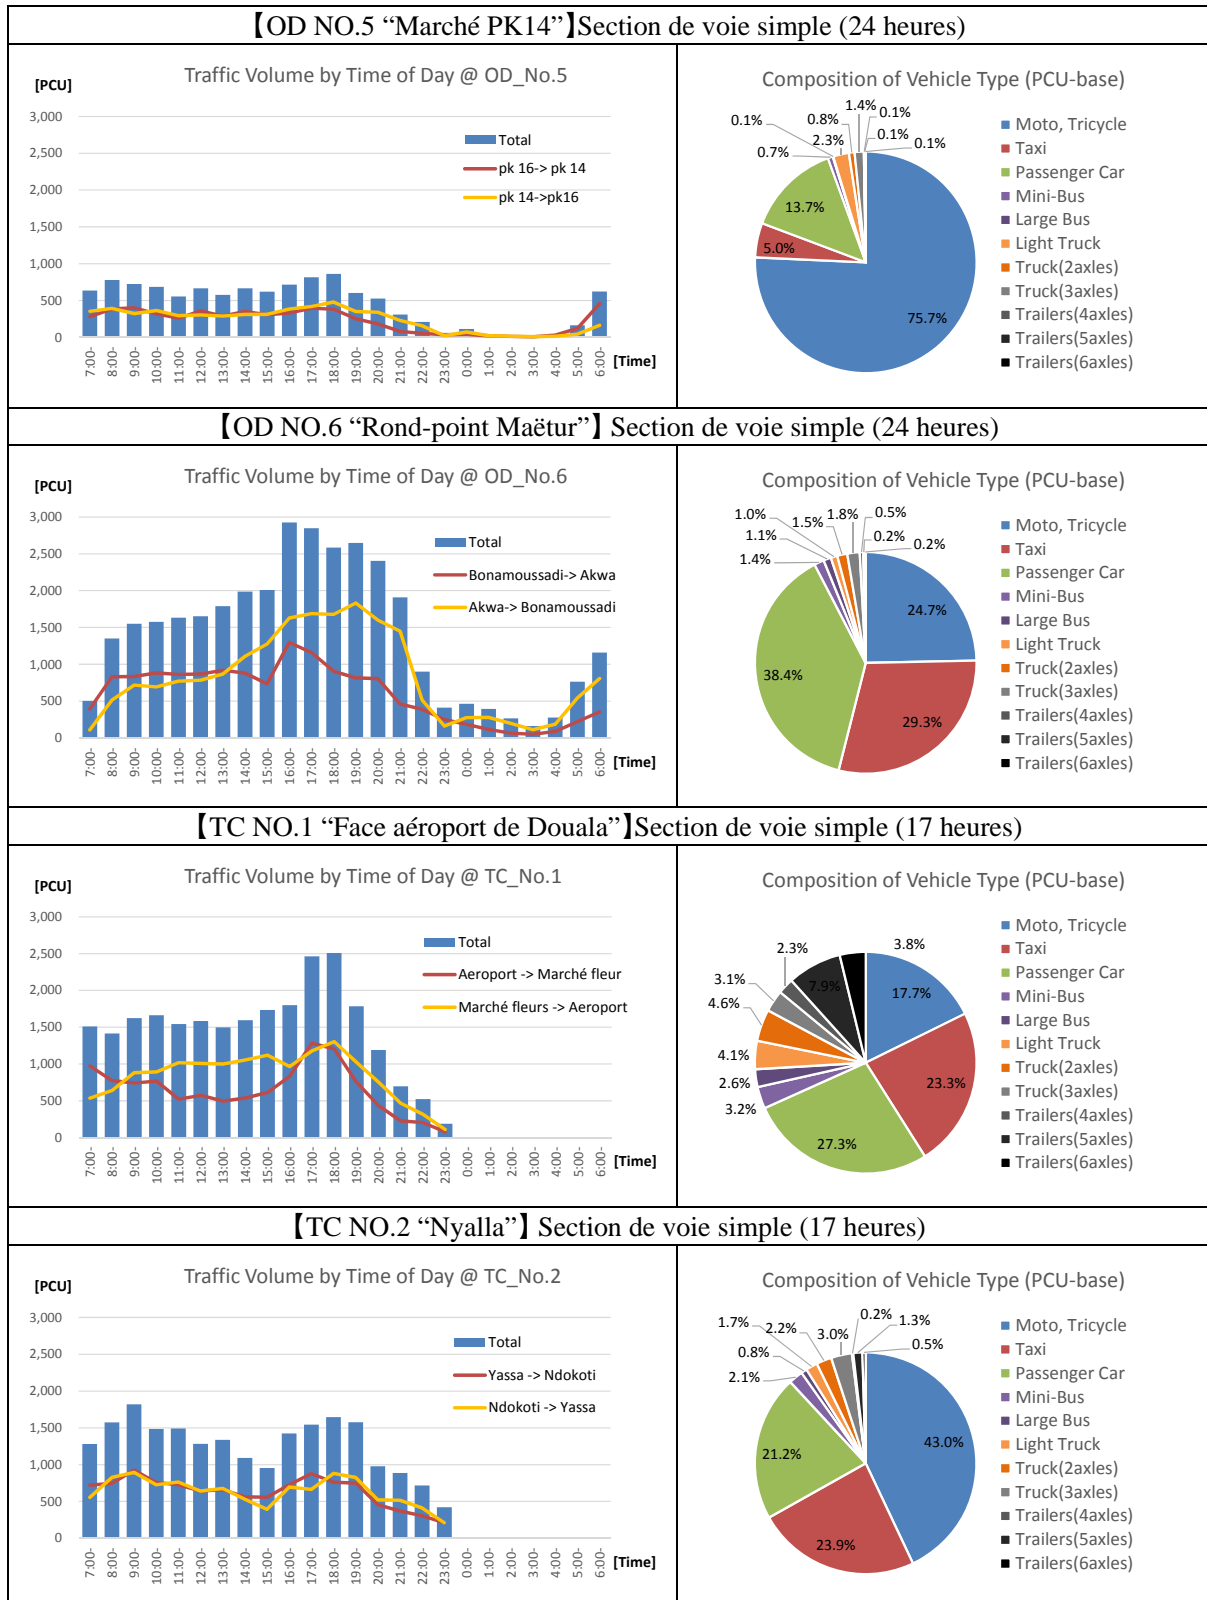 【OD NO.5 “Marché PK14”】Section de voie simple (24 heures)
Traffic Volume by Time of Day @ OD_No.5
[PCU]
3,000
2,500
2,000
1,500
1,000
500
0
Total
pk 16-> pk 14
pk 14->pk16
7:00- 8:00- 9:00- 10:00- 11:00- 12:00- 13:00- 14:00- 15:00- 16:00- 17:00- 18:00- 19:00- 20:00- 21:00- 22:00- 23:00- 0:00- 1:00- 2:00- 3:00- 4:00- 5:00- 6:00-
[Time]
Composition of Vehicle Type (PCU-base)
75.7%
5.0%
13.7%
0.7%
0.1%
2.3%
0.8%
1.4%
0.1%
0.1%
0.1%
Moto, Tricycle
Taxi
Passenger Car
Mini-Bus
Large Bus
Light Truck
Truck(2axles)
Truck(3axles)
Trailers(4axles)
Trailers(5axles)
Trailers(6axles)
【OD NO.6 “Rond-point Maëtur”】 Section de voie simple (24 heures)
Traffic Volume by Time of Day @ OD_No.6
[PCU]
3,000
2,500
2,000
1,500
1,000
500
0
Total
Bonamoussadi-> Akwa
Akwa-> Bonamoussadi
7:00- 8:00- 9:00- 10:00- 11:00- 12:00- 13:00- 14:00- 15:00- 16:00- 17:00- 18:00- 19:00- 20:00- 21:00- 22:00- 23:00- 0:00- 1:00- 2:00- 3:00- 4:00- 5:00- 6:00-
[Time]
Composition of Vehicle Type (PCU-base)
24.7%
29.3%
38.4%
1.4%
1.1%
1.0%
1.5%
1.8%
0.5%
0.2%
0.2%
Moto, Tricycle
Taxi
Passenger Car
Mini-Bus
Large Bus
Light Truck
Truck(2axles)
Truck(3axles)
Trailers(4axles)
Trailers(5axles)
Trailers(6axles)
【TC NO.1 “Face aéroport de Douala”】Section de voie simple (17 heures)
Traffic Volume by Time of Day @ TC_No.1
[PCU]
3,000
2,500
2,000
1,500
1,000
500
0
Total
Aeroport -> Marché fleur
Marché fleurs -> Aeroport
7:00- 8:00- 9:00- 10:00- 11:00- 12:00- 13:00- 14:00- 15:00- 16:00- 17:00- 18:00- 19:00- 20:00- 21:00- 22:00- 23:00- 0:00- 1:00- 2:00- 3:00- 4:00- 5:00- 6:00-
[Time]
Composition of Vehicle Type (PCU-base)
17.7%
23.3%
27.3%
3.2%
2.6%
4.1%
4.6%
3.1%
2.3%
7.9%
3.8%
Moto, Tricycle
Taxi
Passenger Car
Mini-Bus
Large Bus
Light Truck
Truck(2axles)
Truck(3axles)
Trailers(4axles)
Trailers(5axles)
Trailers(6axles)
【TC NO.2 “Nyalla”】 Section de voie simple (17 heures)
Traffic Volume by Time of Day @ TC_No.2
[PCU]
3,000
2,500
2,000
1,500
1,000
500
0
Total
Yassa -> Ndokoti
Ndokoti -> Yassa
7:00- 8:00- 9:00- 10:00- 11:00- 12:00- 13:00- 14:00- 15:00- 16:00- 17:00- 18:00- 19:00- 20:00- 21:00- 22:00- 23:00- 0:00- 1:00- 2:00- 3:00- 4:00- 5:00- 6:00-
[Time]
Composition of Vehicle Type (PCU-base)
43.0%
23.9%
21.2%
2.1%
0.8%
1.7%
2.2%
3.0%
0.2%
1.3%
0.5%
Moto, Tricycle
Taxi
Passenger Car
Mini-Bus
Large Bus
Light Truck
Truck(2axles)
Truck(3axles)
Trailers(4axles)
Trailers(5axles)
Trailers(6axles)